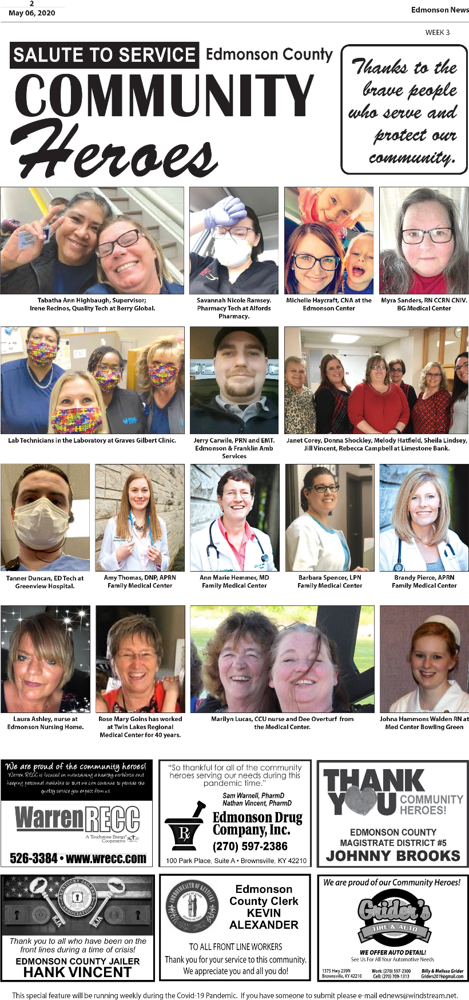 2
May 06, 2020
Edmonson News
WEEK 3
SALUTE TO SERVICE Edmonson County
COMMUNITY
Heroes
Thanks to the
brave people
who serve and
protect our
community.
Tabatha Ann Highbaugh, Supervisor;
Irene Recinos, Quality Tech at Berry Global.
Savannah Nicole Ramsey.
Pharmacy Tech at Alfords
Pharmacy.
Michelle Haycraft, CNA at the
Edmonson Center
Myra Sanders, RN CCRN CNIV.
BG Medical Center
Lab Technicians in the Laboratory at Graves Gilbert Clinic.
Jerry Carwile, PRN and EMT.
Edmonson & Franklin Amb
Services
Janet Corey, Donna Shockley, Melody Hatfield, Sheila Lindsey,
Jill Vincent, Rebecca Campbell at Limestone Bank.
Tanner Duncan, ED Tech at
Greenview Hospital.
Amy Thomas, DNP, APRN
Family Medical Center
Ann Marie Hemmer, MD
Family Medical Center
Barbara Spencer, LPN
Family Medical Center
Brandy Pierce, APRN
Family Medical Center
Laura Ashley, nurse at
Edmonson Nursing Home.
Rose Mary Goins has worked
at Twin Lakes Regional
Medical Center for 40 years.
Marilyn Lucas, CCU nurse and Dee Overturf from
the Medical Center.
Johna Hammons Walden RN at
Med Center Bowling Green
We are proud of the community heroes!
Warren RECC is focused on maintaining a healthy workforce and
keeping personnel available so that we can continue to provide the
quality service you expect from us.
Warren RECC
A Touchstone Energy
Cooperative
526-3384 • www.wrecc.com
"So thankful for all of the community
heroes serving our needs during this
pandemic time."
Sam Warnell, PharmD
Nathan Vincent, PharmD
Rx
Edmonson Drug
Company, Inc.
(270) 597-2386
100 Park Place, Suite A • Brownsville, KY 42210
THANK
YOU COMMUNITY
HEROES!
EDMONSON COUNTY
MAGISTRATE DISTRICT #5
JOHNNY BROOKS
KENTUCKY JAILERS
ASSOCIATION
KJA
KJA
Thank you to all who have been on the
front lines during a time of crisis!
EDMONSON COUNTY JAILER
HANK VINCENT
COMMONWEALTH OF KENTUCKY
UNITED WE STAND
DIVIDED WE FALL
Edmonson
County Clerk
KEVIN
ALEXANDER
TO ALL FRONT LINE WORKERS
Thank you for your service to this community.
We appreciate you and all you do!
We are proud of our Community Heroes!
Grider's
TIRE & AUTO
WE OFFER AUTO DETAIL!
See Us For All Your Automotive Needs
1375 Hwy 259N
Brownsville, KY 42210
Work: (270) 597-2300
Cell: (270) 709-1313
Billy & Melissa Grider
Griders2019@gmail.com
This special feature will be running weekly during the Covid-19 Pandemic. If you have someone to submit please e-mail ednews@windstream.net.